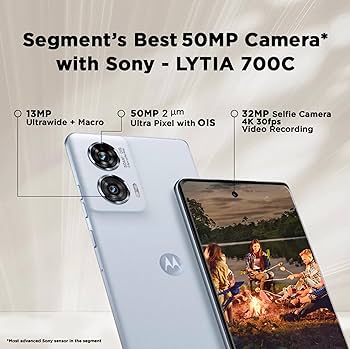 Segment's Best 50MP Camera*
with Sony - LYTIA 700C
13MP
Ultrawide + Macro
50MP 2 μm
Ultra Pixel with OIS
32MP Selfie Camera
4K 30fps
Video Recording
*Most advanced Sony sensor in the segment